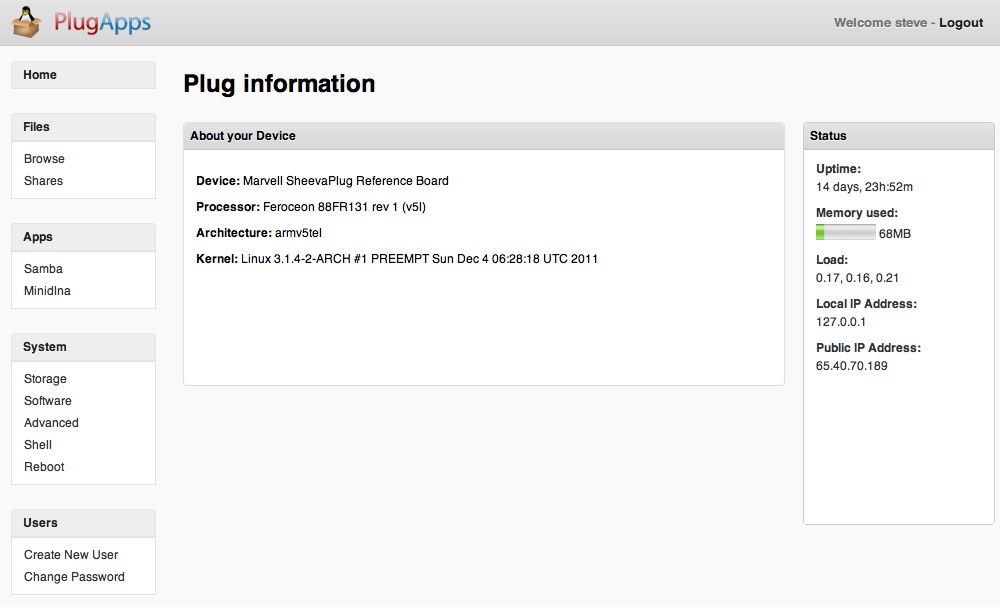 PlugApps
Welcome steve - Logout
Home
Files
Browse
Shares
Apps
Samba
Minidlna
System
Storage
Software
Advanced
Shell
Reboot
Users
Create New User
Change Password
Plug information
About your Device
Device: Marvell SheevaPlug Reference Board
Processor: Feroceon 88FR131 rev 1 (v5l)
Architecture: armv5tel
Kernel: Linux 3.1.4-2-ARCH #1 PREEMPT Sun Dec 4 06:28:18 UTC 2011
Status
Uptime:
14 days, 23h:52m
Memory used:
68MB
Load:
0.17, 0.16, 0.21
Local IP Address:
127.0.0.1
Public IP Address:
65.40.70.189